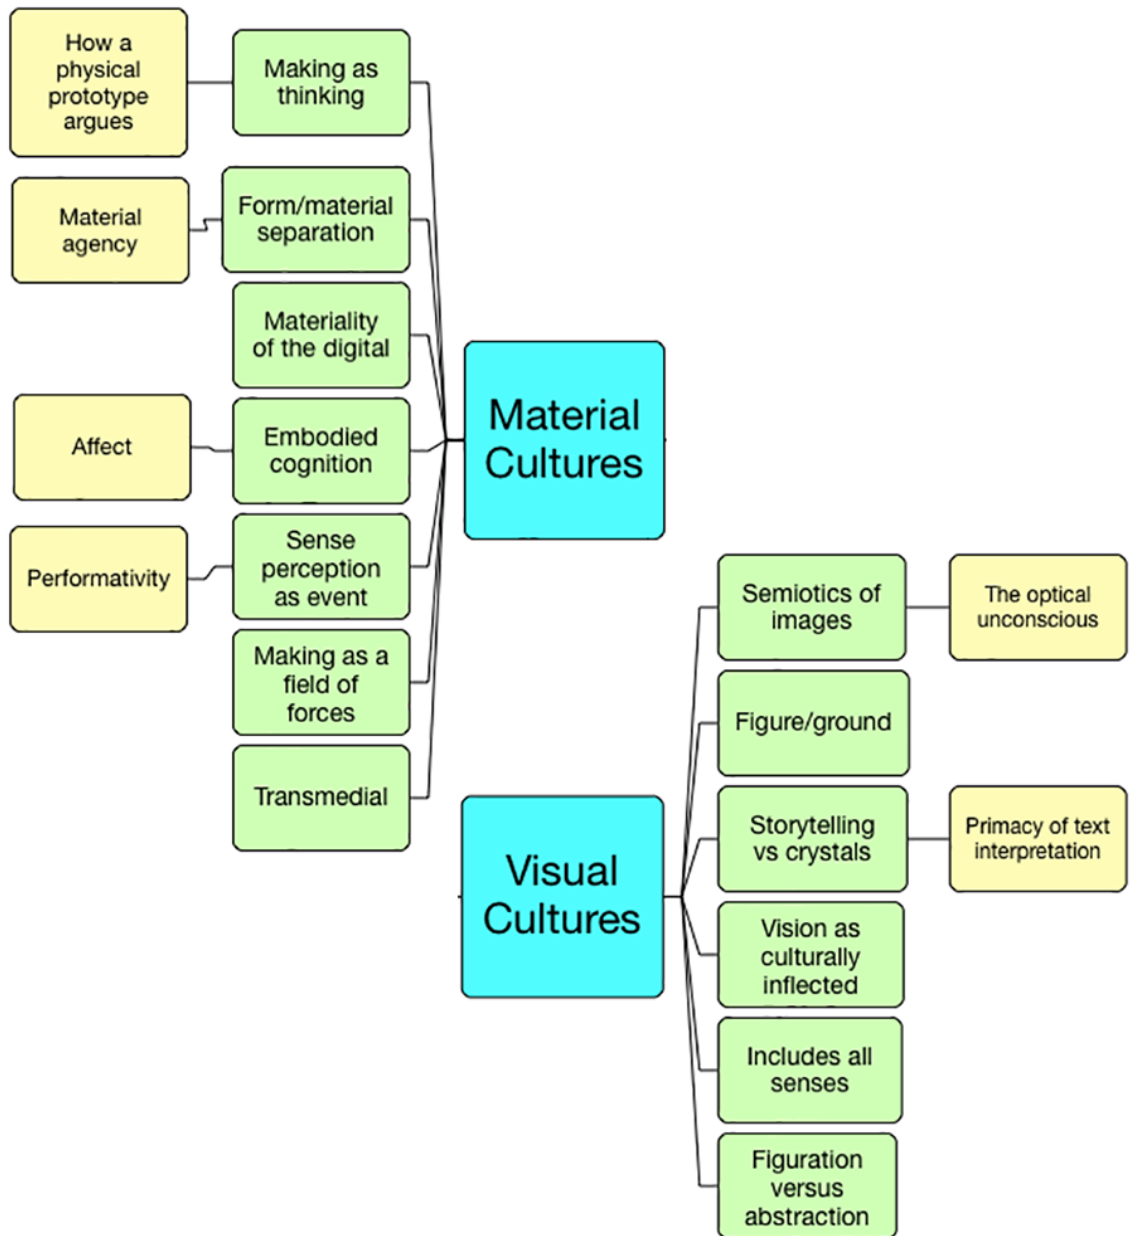 How a
physical
prototype
argues
Making as
thinking
Material
agency
Form/material
separation
Materiality
of the digital
Affect
Embodied
cognition
Performativity
Sense
perception
as event
Making as a
field of
forces
Transmedial
Material
Cultures
Visual
Cultures
Semiotics of
images
The optical
unconscious
Figure/ground
Storytelling
vs crystals
Primacy of text
interpretation
Vision as
culturally
inflected
Includes all
senses
Figuration
versus
abstraction